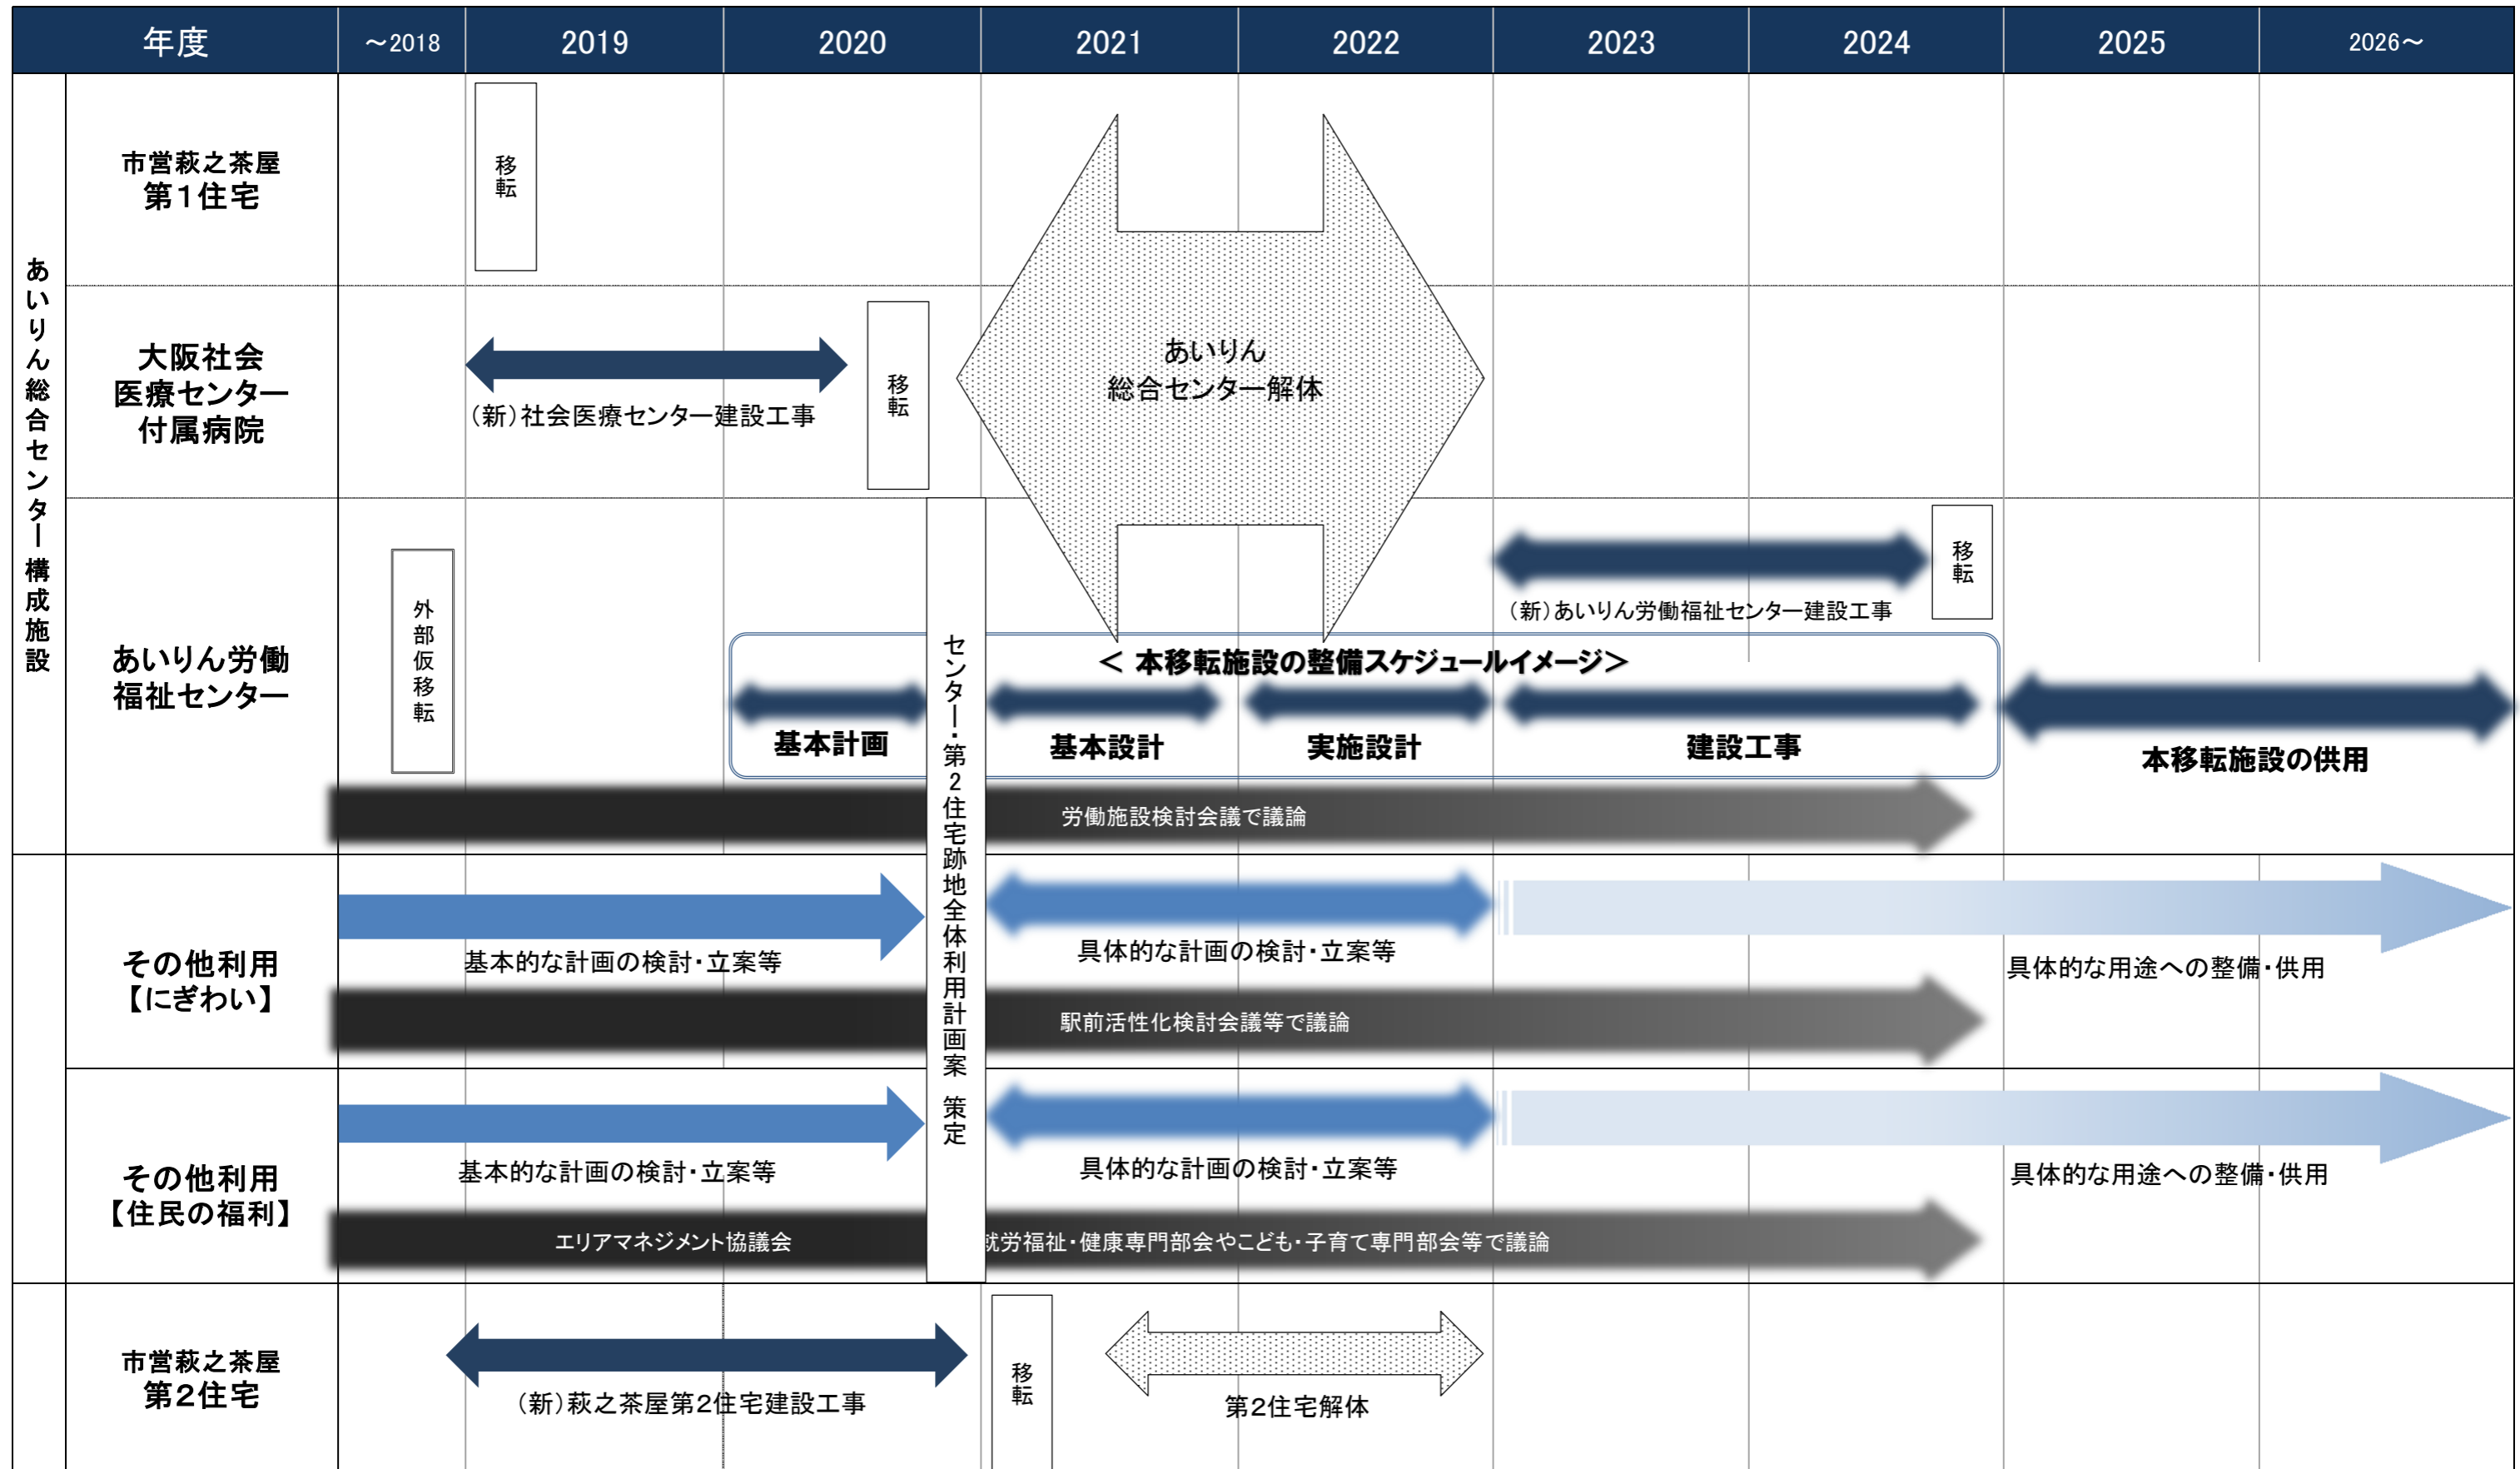 年度
～2018
2019
2020
2021
2022
2023
2024
2025
2026～
あいりん総合センター構成施設
市営萩之茶屋
第1住宅
移転
あいりん
総合センター解体
大阪社会
医療センター
付属病院
（新）社会医療センター建設工事
移転
あいりん労働
福祉センター
外部仮移転
センター・第2住宅跡地全体利用計画案 策定
（新）あいりん労働福祉センター建設工事
移転
＜ 本移転施設の整備スケジュールイメージ＞
基本計画
基本設計
実施設計
建設工事
本移転施設の供用
労働施設検討会議で議論
その他利用
【にぎわい】
基本的な計画の検討・立案等
具体的な計画の検討・立案等
具体的な用途への整備・供用
駅前活性化検討会議等で議論
その他利用
【住民の福利】
基本的な計画の検討・立案等
具体的な計画の検討・立案等
具体的な用途への整備・供用
エリアマネジメント協議会
就労福祉・健康専門部会やこども・子育て専門部会等で議論
市営萩之茶屋
第2住宅
（新）萩之茶屋第2住宅建設工事
移転
第2住宅解体